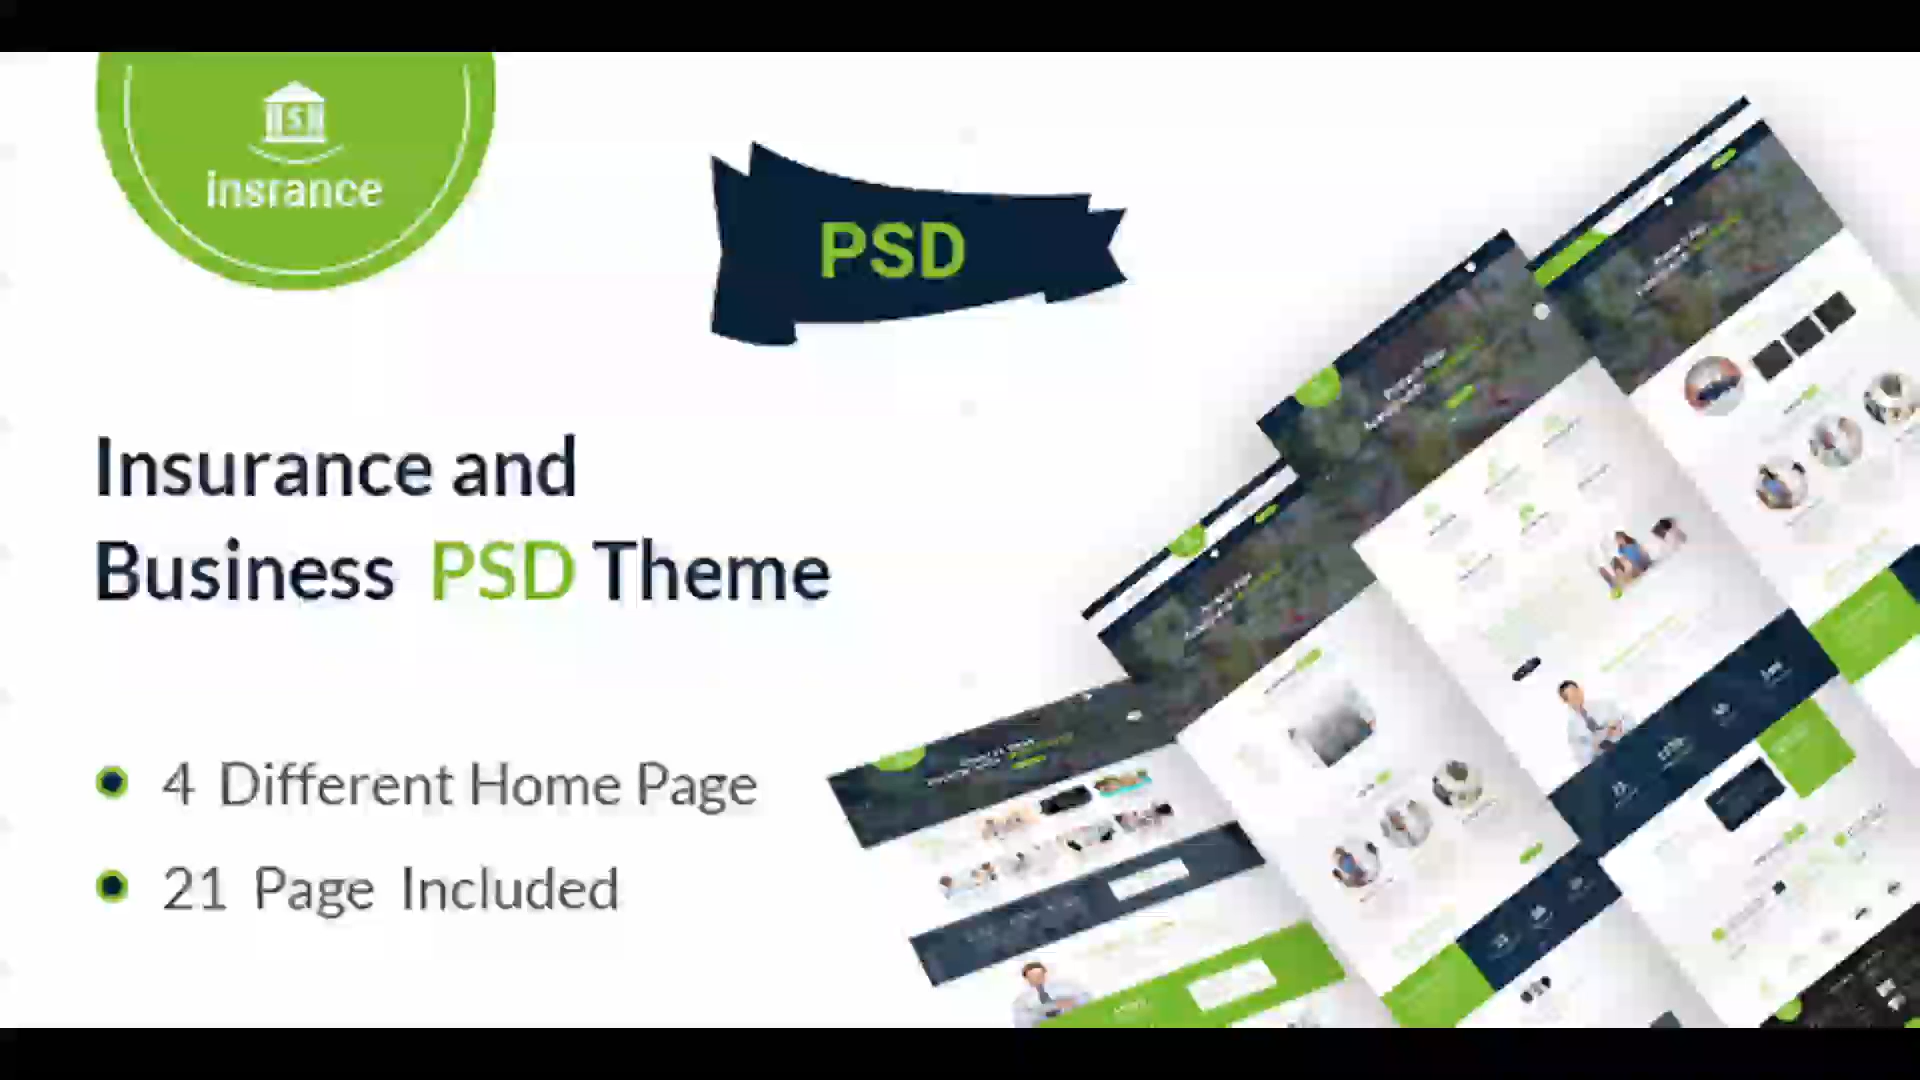 insrance
PSD
Insurance and
Business PSD Theme
4 Different Home Page
21 Page Included